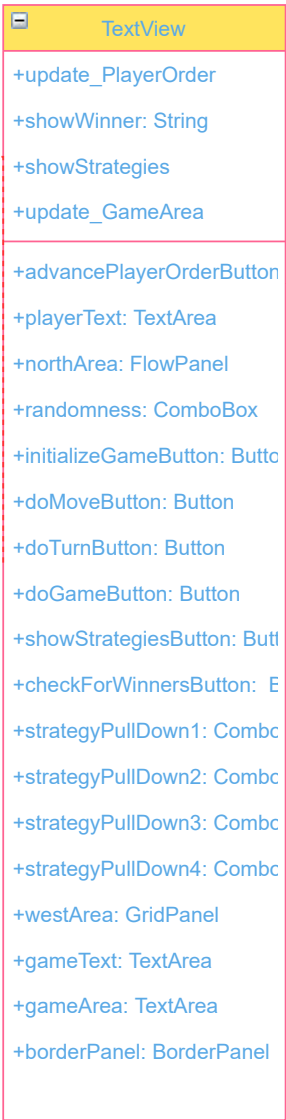 TextView
+update_PlayerOrder
+showWinner: String
+showStrategies
+update_GameArea
+advancePlayerOrderButton
+playerText: TextArea
+northArea: FlowPanel
+randomness: ComboBox
+initializeGameButton: Butto
+doMoveButton: Button
+doTurnButton: Button
+doGameButton: Button
+showStrategiesButton: Butt
+checkForWinnersButton: B
+strategyPullDown1: Combo
+strategyPullDown2: Combo
+strategyPullDown3: Combo
+strategyPullDown4: Combo
+westArea: GridPanel
+gameText: TextArea
+gameArea: TextArea
+borderPanel: BorderPanel